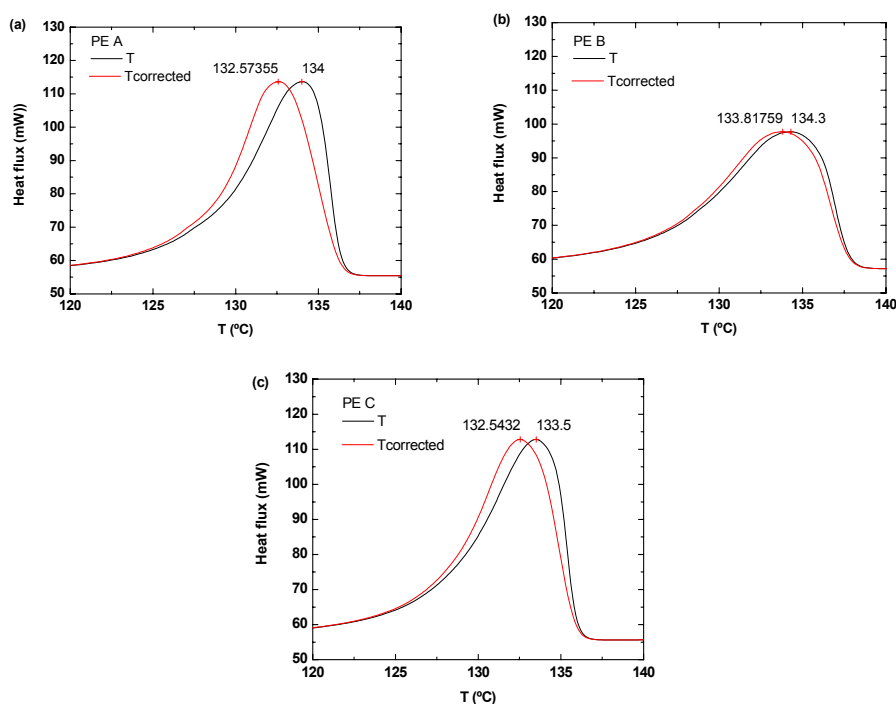 (a)
PE A
T
Tcorrected
132.57355
134
Heat flux (mW))
130
120
110
100
90
80
70
60
50
120
125
130
135
140
T (ºC)
(b)
PE B
T
Tcorrected
133.81759
134.3
Heat flux (mW)
130
120
110
100
90
80
70
60
50
120
125
130
135
140
T (ºC)
(c)
PE C
T
Tcorrected
132.5432
133.5
Heat flux (mW)
130
120
110
100
90
80
70
60
50
120
125
130
135
140
T (ºC)